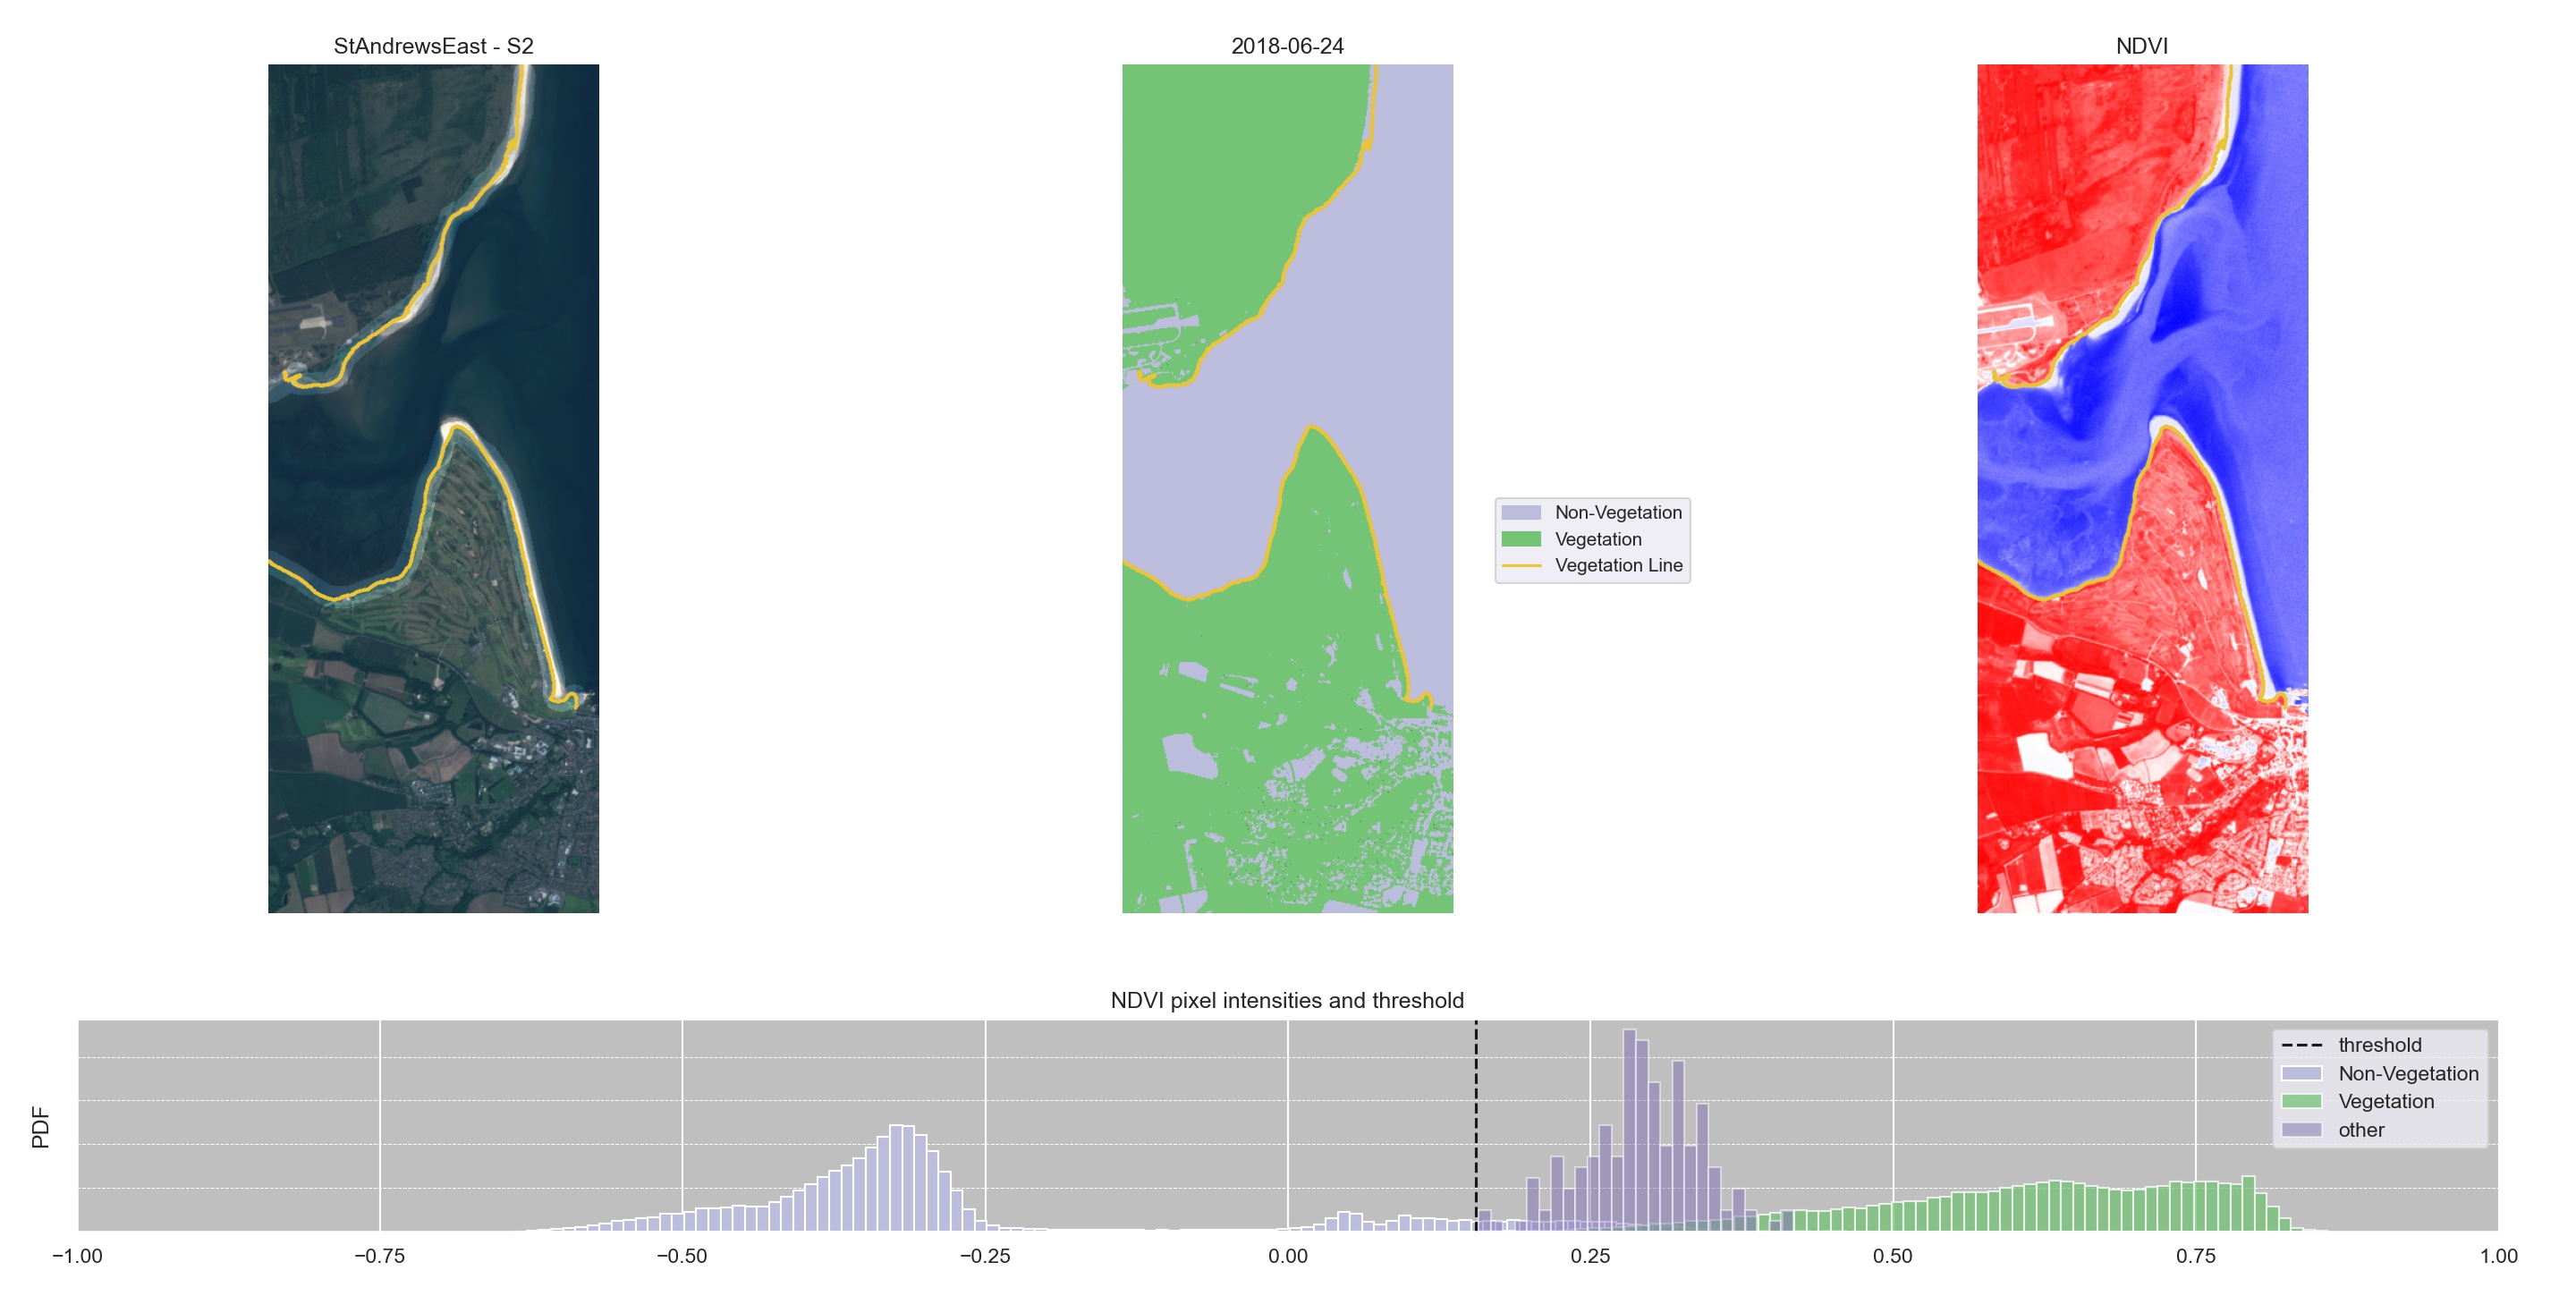 StAndrewsEast - S2
2018-06-24
NDVI
Non-Vegetation
Vegetation
Vegetation Line
NDVI pixel intensities and threshold
PDF
threshold
Non-Vegetation
Vegetation
other
−1.00 −0.75 −0.50 −0.25 0.00 0.25 0.50 0.75 1.00